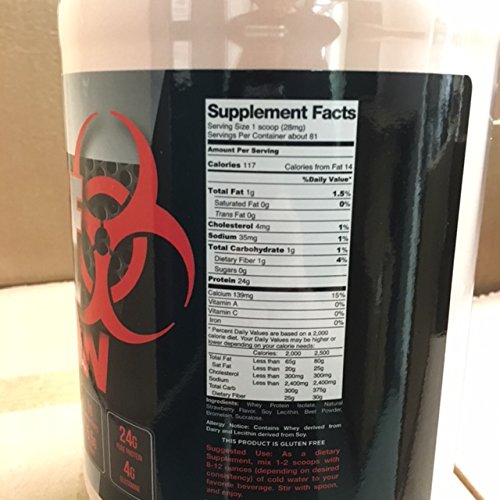 Supplement Facts
Serving Size 1 scoop (28mg)
Servings Per Container about 81
Amount Per Serving
Calories 117 Calories from Fat 14
%Daily Value*
Total Fat 1g 1.5%
Saturated Fat 0g 0%
Trans Fat 0g
Cholesterol 4mg 1%
Sodium 35mg 1%
Total Carbohydrate 1g 1%
Dietary Fiber 1g 4%
Sugars 0g
Protein 24g
Calcium 139mg 15%
Vitamin A 0%
Vitamin C 0%
Iron 0%
* Percent Daily Values are based on a 2,000
calorie diet. Your Daily Values may be higher or
lower depending on your calorie needs:
Calories: 2,000 2,500
Total Fat Less than 65g 80g
Sat Fat Less than 20g 25g
Cholesterol Less than 300mg 300mg
Sodium Less than 2,400mg 2,400mg
Total Carb 300g 375g
Dietary Fiber 25g 30g
Ingredients: Whey Protein Isolate, Natural
Strawberry Flavor, Soy Lecithin, Beef Powder,
Bromelain, Sucralose.
Allergy Notice: Contains Whey derived from
Dairy and Lecithin derived from Soy.
THIS PRODUCT IS GLUTEN FREE
Suggested Use: As a dietary
Supplement, mix 1-2 scoops with
8-12 ounces (depending on desired
consistency) of cold water to your
favorite beverage. Stir with spoon,
and enjoy.
24G
4G